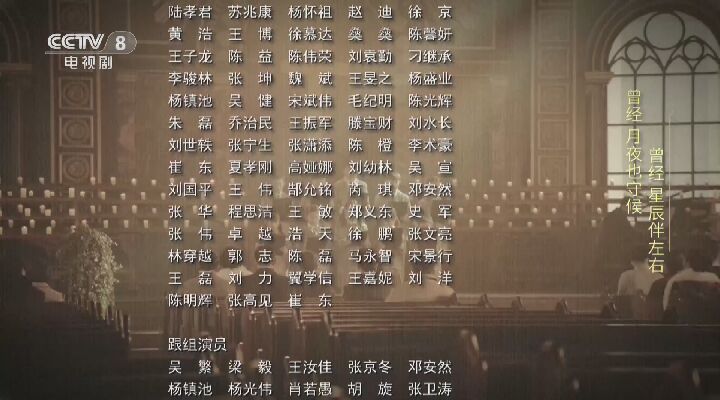 CCTV 8
电视剧
陆孝君 苏兆康 杨怀祖 赵迪 徐京
黄浩 王博 徐慕达 燊燊 陈馨妍
王子龙 陈益 陈伟荣 刘袁勤 刁继承
李骏林 张坤 魏斌 王旻之 杨盛业
杨镇池 吴健 宋斌伟 毛纪明 陈光辉
朱磊 乔治民 王振军 滕宝财 刘水长
刘世轶 张宁生 张潇添 陈橙 李术豪
崔东 夏孝刚 高娅娜 刘幼林 吴宣
刘国平 王伟 郜允铭 芮琪 邓安然
张华 程思洁 王敏 郑义东 史军
张伟 卓越 浩天 徐鹏 张文亮
林穿越 郭志 陈磊 马永智 宋景行
王磊 刘力 翼学信 王嘉妮 刘洋
陈明辉 张高见 崔东
跟组演员
吴繁 梁毅 王汝佳 张京冬 邓安然
杨镇池 杨光伟 肖若愚 胡旋 张卫涛
曾经月夜也守候
曾经星辰伴左右